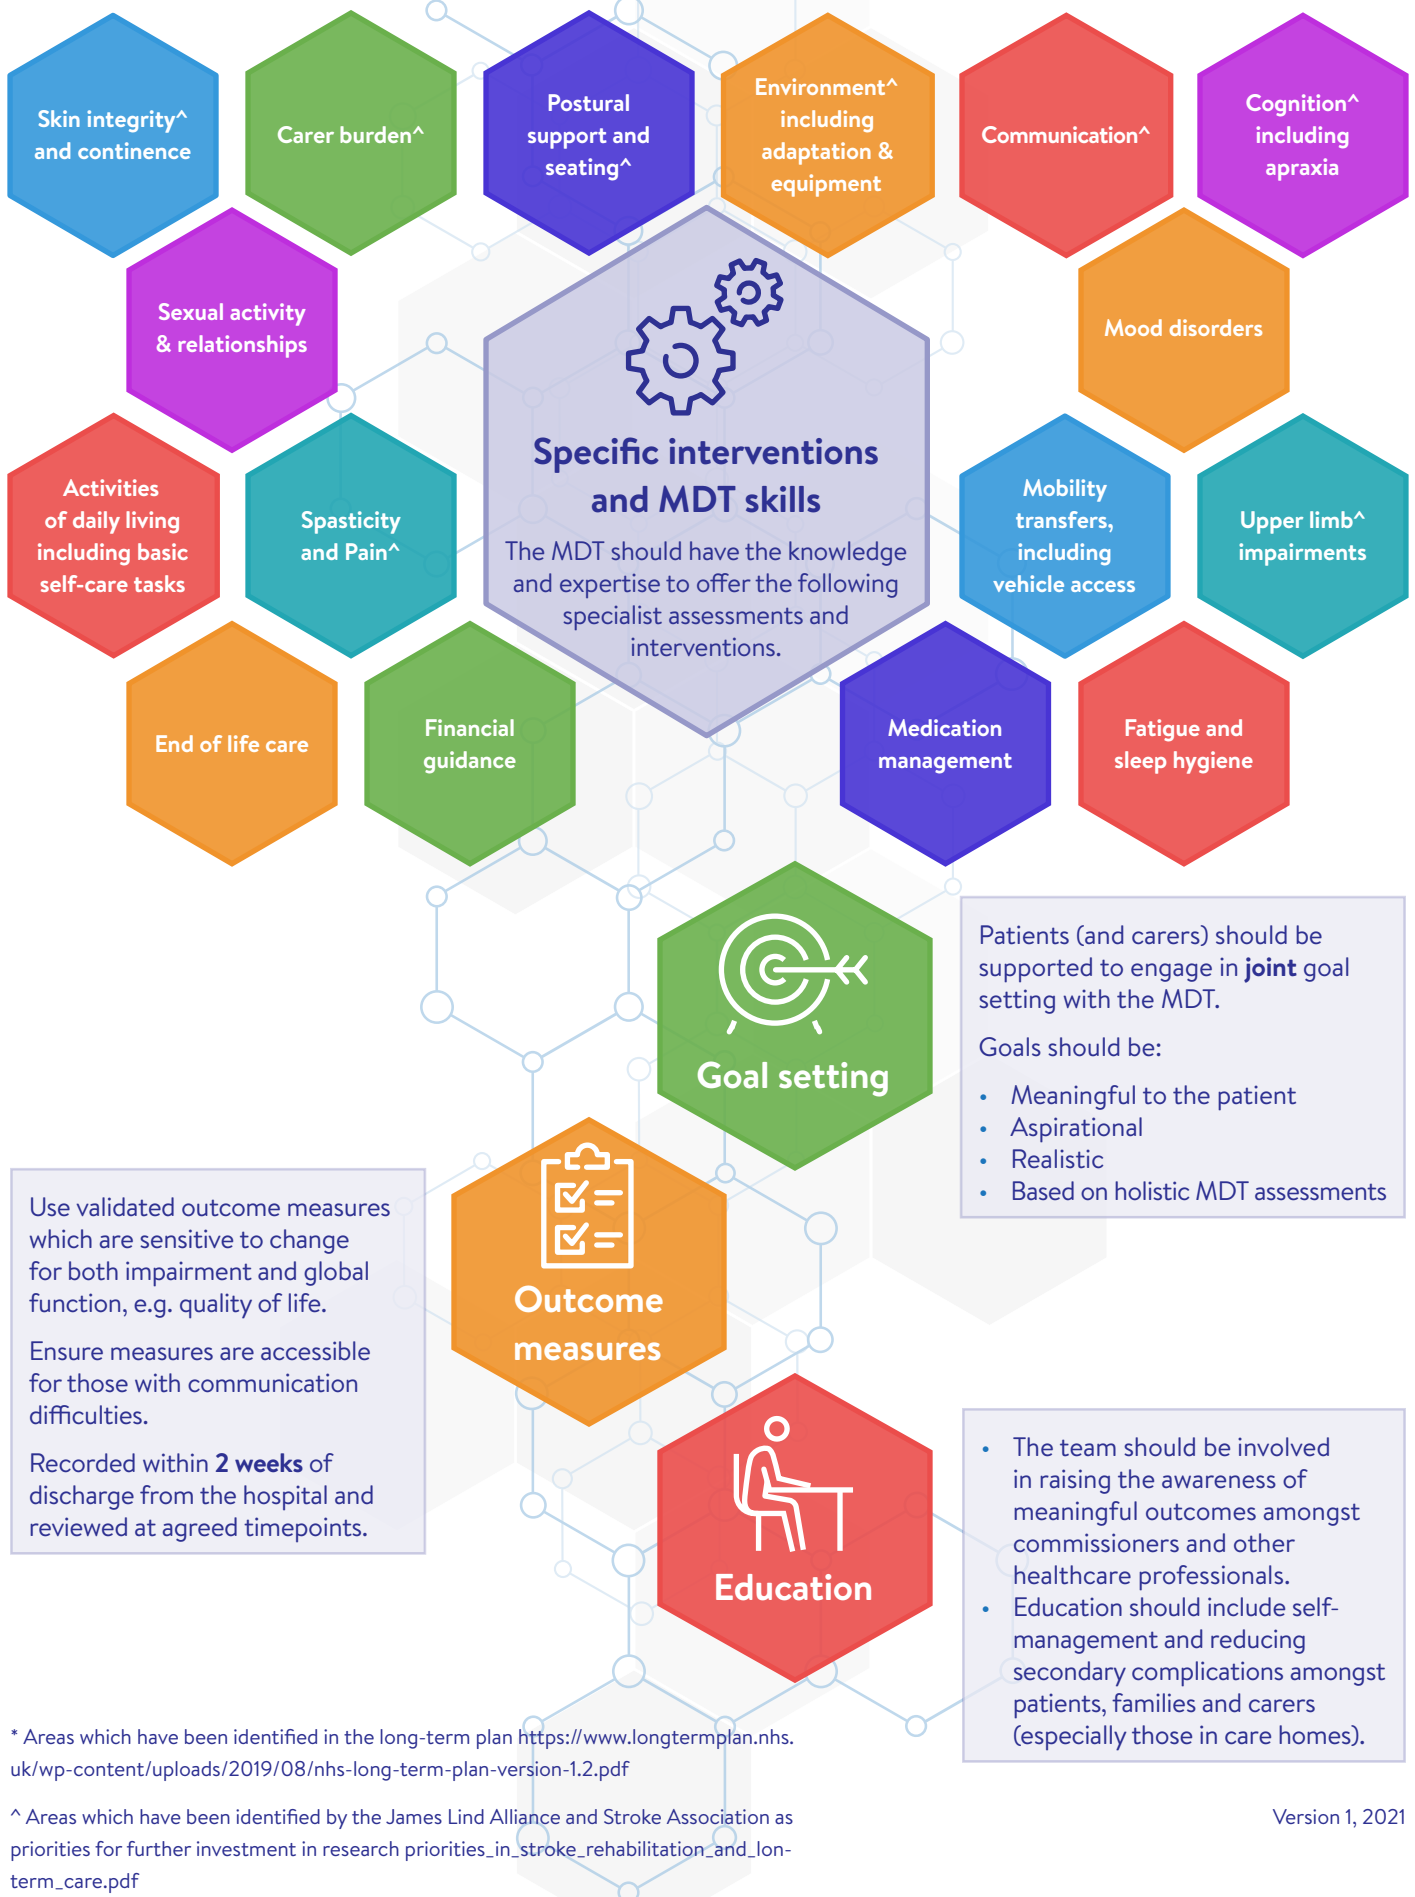 Skin integrity^
and continence
Carer burden^
Postural
support and
seating^
Environment^
including
adaptation &
equipment
Communication^
Cognition^
including
apraxia
Sexual activity
& relationships
Mood disorders
Specific interventions
and MDT skills
The MDT should have the knowledge
and expertise to offer the following
specialist assessments and
interventions.
Activities
of daily living
including basic
self-care tasks
Spasticity
and Pain^
Mobility
transfers,
including
vehicle access
Upper limb^
impairments
End of life care
Financial
guidance
Medication
management
Fatigue and
sleep hygiene
Goal setting
Patients (and carers) should be
supported to engage in joint goal
setting with the MDT.
Goals should be:
• Meaningful to the patient
• Aspirational
• Realistic
• Based on holistic MDT assessments
Outcome
measures
Use validated outcome measures
which are sensitive to change
for both impairment and global
function, e.g. quality of life.
Ensure measures are accessible
for those with communication
difficulties.
Recorded within 2 weeks of
discharge from the hospital and
reviewed at agreed timepoints.
Education
• The team should be involved
in raising the awareness of
meaningful outcomes amongst
commissioners and other
healthcare professionals.
• Education should include self-
management and reducing
secondary complications amongst
patients, families and carers
(especially those in care homes).
* Areas which have been identified in the long-term plan https://www.longtermplan.nhs.
uk/wp-content/uploads/2019/08/nhs-long-term-plan-version-1.2.pdf
^ Areas which have been identified by the James Lind Alliance and Stroke Association as
priorities for further investment in research priorities_in_stroke_rehabilitation_and_lon-
term_care.pdf
Version 1, 2021